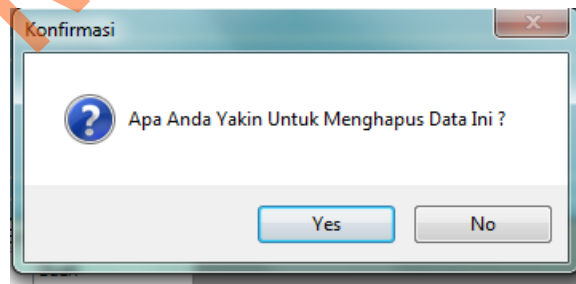 Konfirmasi
Apa Anda Yakin Untuk Menghapus Data Ini ?
Yes
No